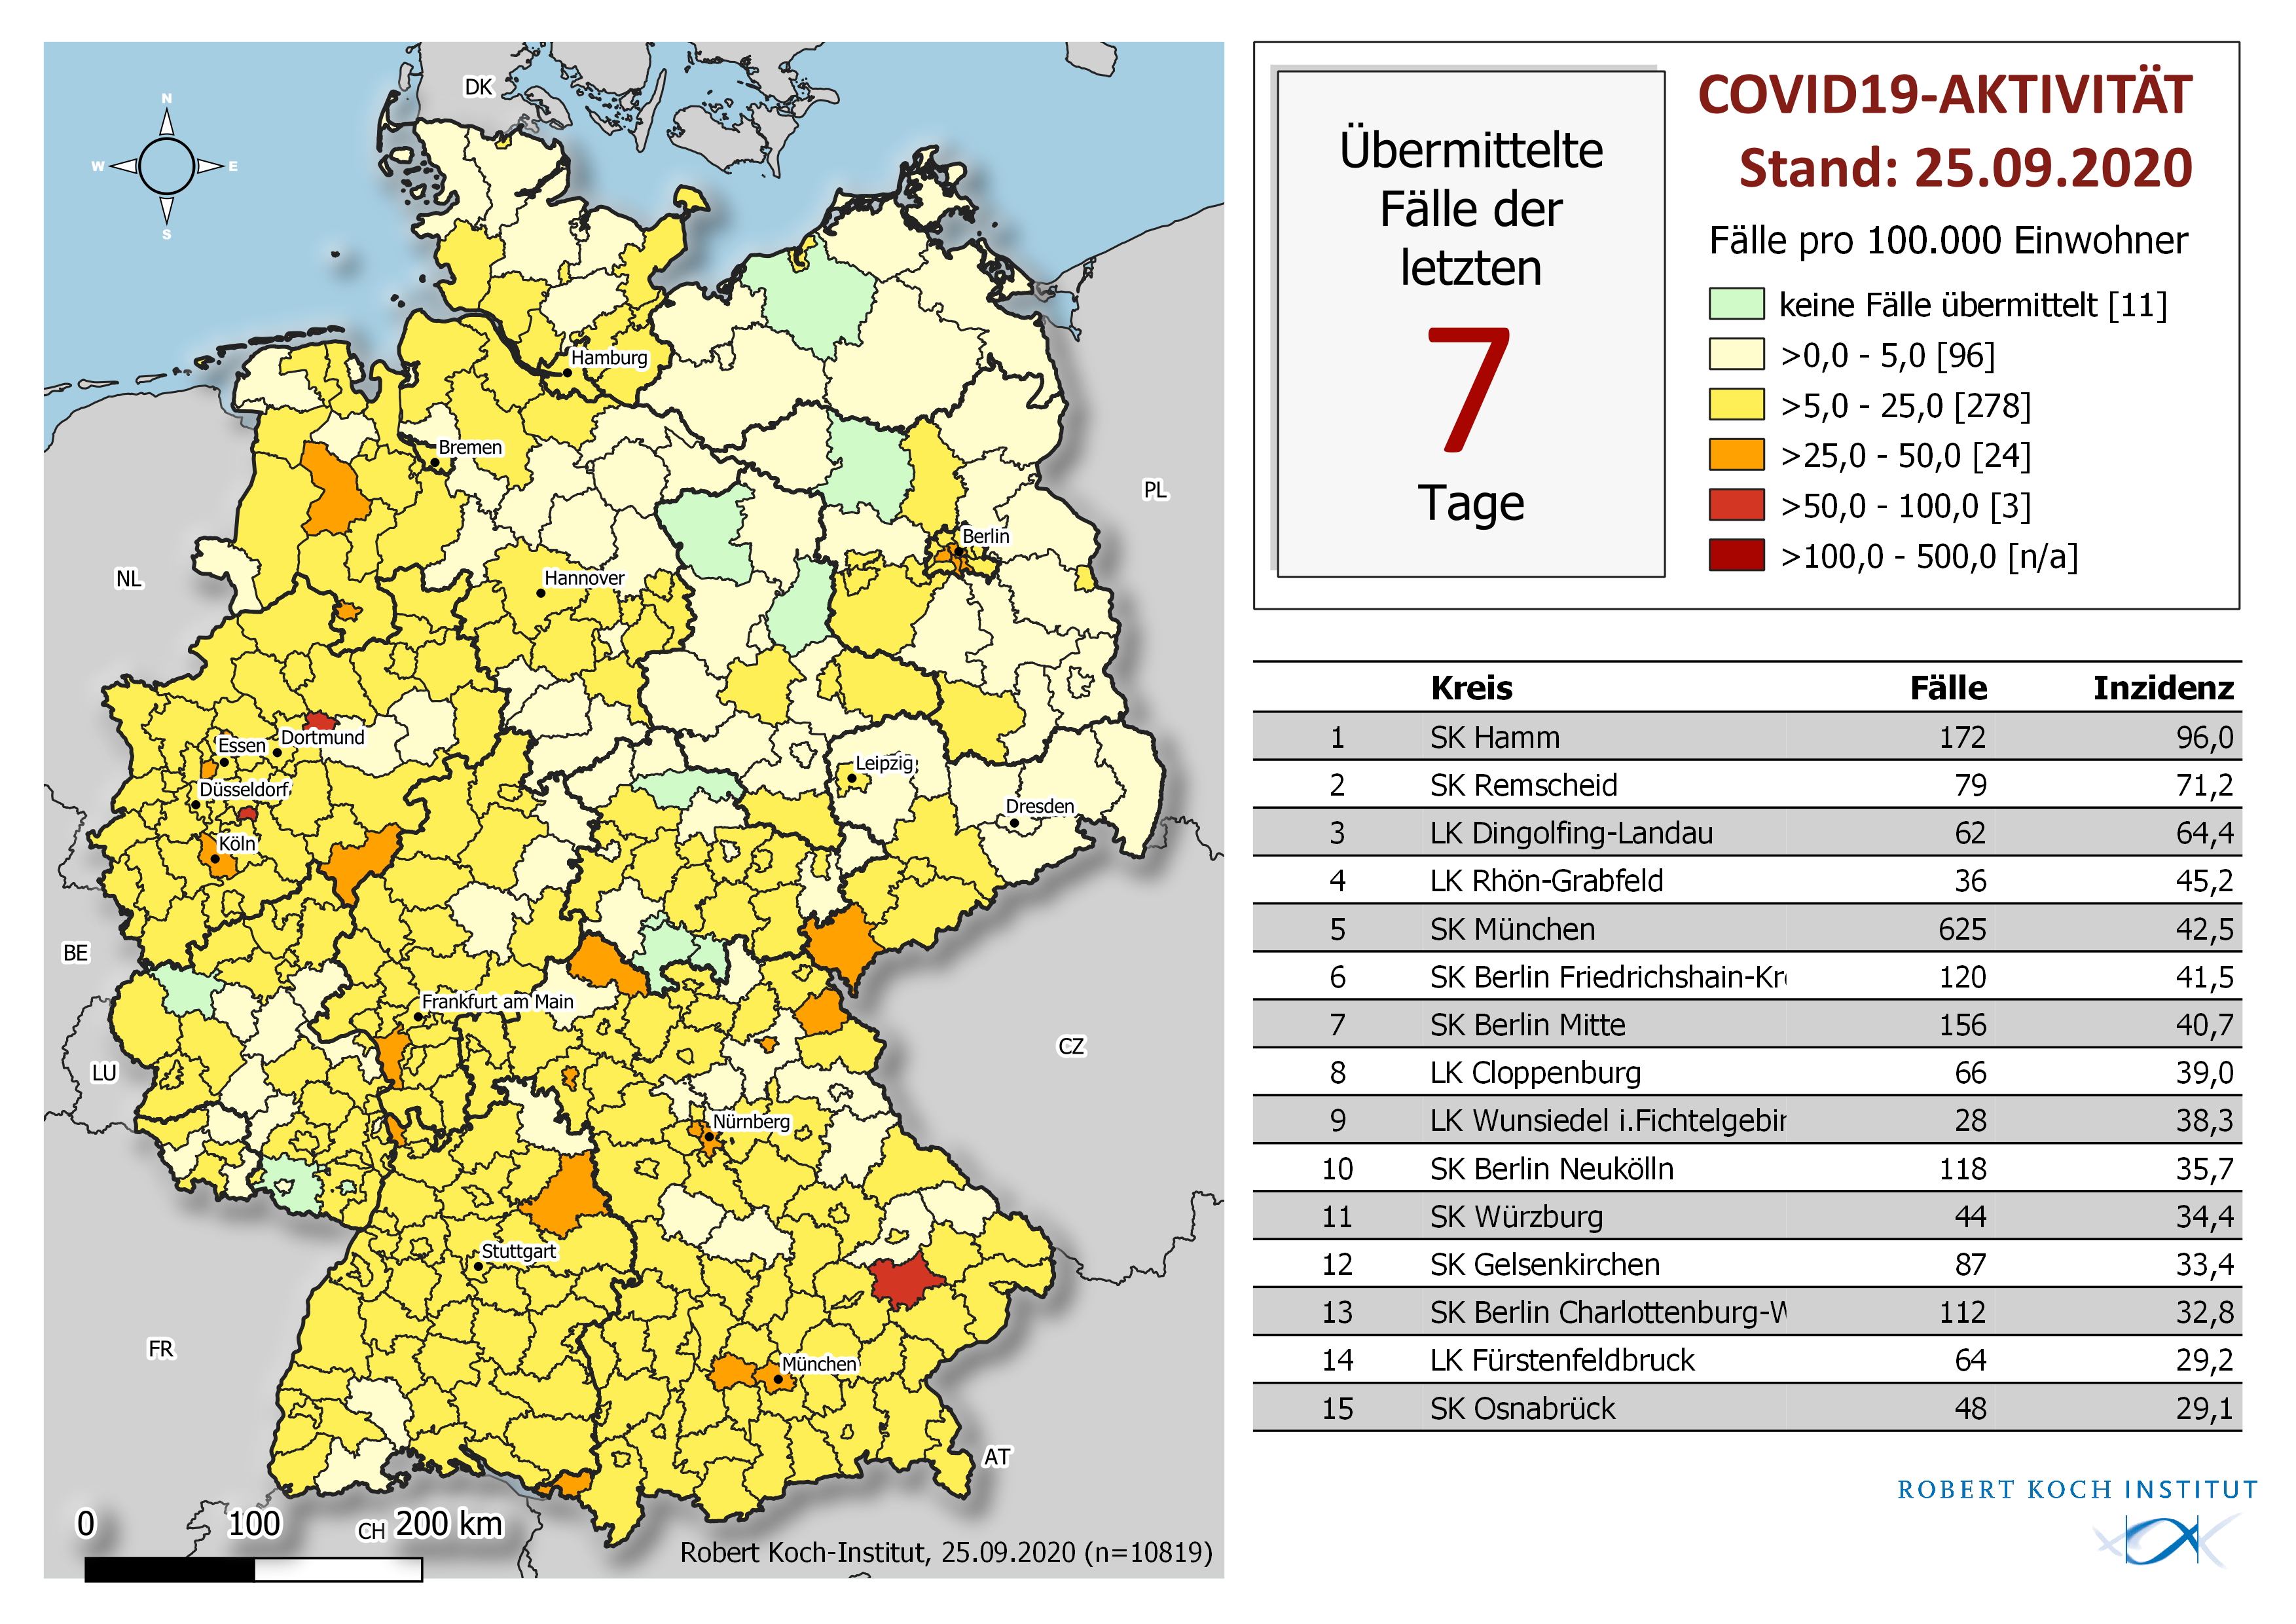 N
W
E
S
DK
NL
BE
LU
FR
CH
AT
CZ
PL
Hamburg
Bremen
Berlin
Hannover
Essen
Dortmund
Düsseldorf
Köln
Leipzig
Dresden
Frankfurt am Main
Nürnberg
Stuttgart
München
0 100 200 km
Robert Koch-Institut, 25.09.2020 (n=10819)
Übermittelte
Fälle der
letzten
7
Tage
COVID19-AKTIVITÄT
Stand: 25.09.2020
Fälle pro 100.000 Einwohner
keine Fälle übermittelt [11]
>0,0 - 5,0 [96]
>5,0 - 25,0 [278]
>25,0 - 50,0 [24]
>50,0 - 100,0 [3]
>100,0 - 500,0 [n/a]
Kreis Fälle Inzidenz
1 SK Hamm 172 96,0
2 SK Remscheid 79 71,2
3 LK Dingolfing-Landau 62 64,4
4 LK Rhön-Grabfeld 36 45,2
5 SK München 625 42,5
6 SK Berlin Friedrichshain-Kre 120 41,5
7 SK Berlin Mitte 156 40,7
8 LK Cloppenburg 66 39,0
9 LK Wunsiedel i.Fichtelgebir 28 38,3
10 SK Berlin Neukölln 118 35,7
11 SK Würzburg 44 34,4
12 SK Gelsenkirchen 87 33,4
13 SK Berlin Charlottenburg-W 112 32,8
14 LK Fürstenfeldbruck 64 29,2
15 SK Osnabrück 48 29,1
ROBERT KOCH INSTITUT